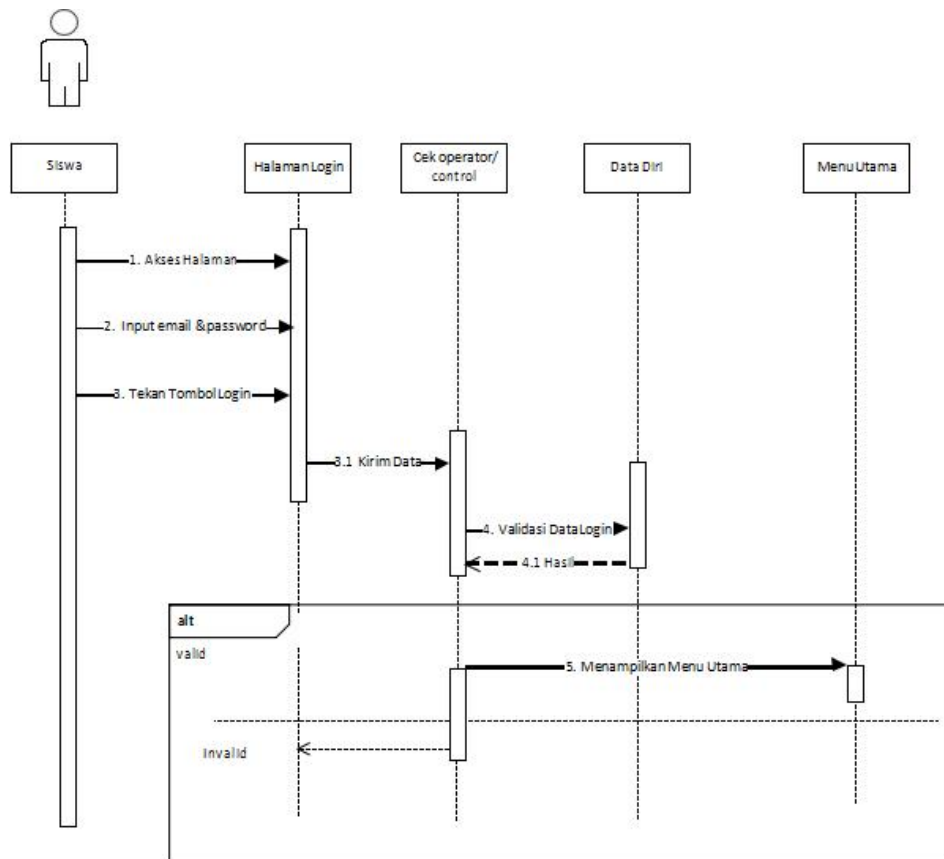 Siswa
Halaman Login
Cek operator/
control
Data Diri
Menu Utama
1. Akses Halaman
2. Input email & password
3. Tekan Tombol Login
3.1 Kirim Data
4. Validasi Data Login
4.1 Hasil
alt
valid
5. Menampilkan Menu Utama
Invalid